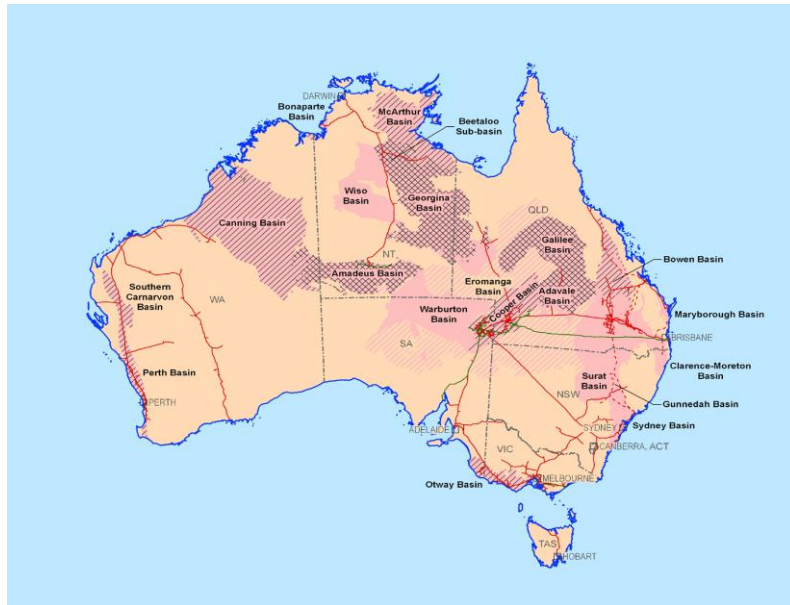 DARWIN
Bonaparte
Basin
McArthur
Basin
Beetaloo
Sub-basin
Wiso
Basin
Georgina
Basin
Canning Basin
QLD
Galilee
Basin
NT
Amadeus Basin
Bowen Basin
Eromanga
Basin
Cooper Basin
Adavale
Basin
Southern
Carnarvon
Basin
WA
Warburton
Basin
Maryborough Basin
SA
BRISBANE
Clarence-Moreton
Basin
Perth Basin
Surat
Basin
NSW
Gunnedah Basin
PERTH
ADELAIDE
SYDNEY
Sydney Basin
VIC
CANBERRA, ACT
Otway Basin
MELBOURNE
TAS
HOBART